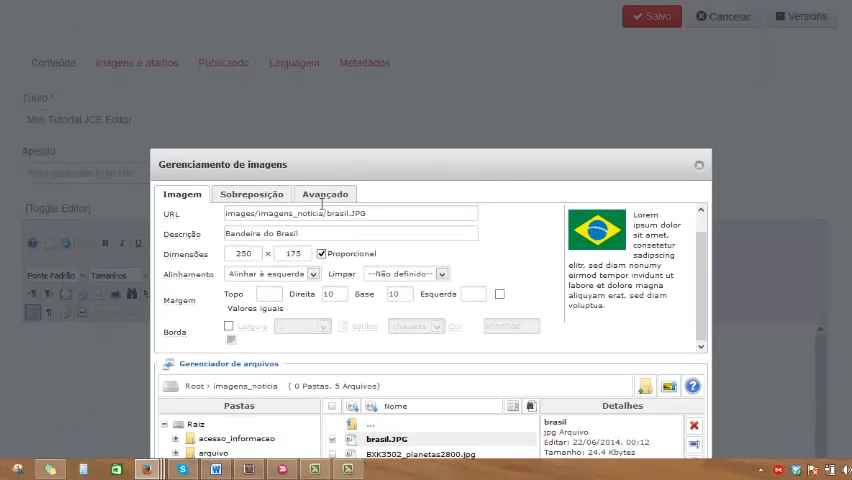 Salvo
Cancelar
Versions
Conteúdo
Imagens e atalhos
Publicando
Linguagem
Metadados
Título *
Mini Tutorial JCE Editor
Apelido
[Toggle Editor]
Fonte Padrão
Tamanhos
Gerenciamento de imagens
Imagem
Sobreposição
Avançado
URL
images/imagens_noticia/brasil.JPG
Descrição
Bandeira do Brasil
Dimensões
250 x 175
Proporcional
Alinhamento
Alinhar à esquerda
Limpar
--Não definido--
Margem
Topo
Direita 10
Base 10
Esquerda
Valores iguais
Borda
Largura
Estilos
Cor
#000000
Lorem
ipsum dolor
sit amet,
consetetur
sadipscing
elitr, sed diam nonumy
eirmod tempor invidunt ut
labore et dolore magna
aliquyam erat, sed diam
voluptua.
Gerenciador de arquivos
Root › imagens_noticia ( 0 Pastas, 5 Arquivos)
Pastas
Nome
Detalhes
Raiz
acesso_informacao
arquivo
...
brasil.JPG
BXK3502_planetas2800.jpg
brasil
jpg Arquivo
Editar: 22/06/2014, 00:12
Tamanho: 24.4 Kbytes